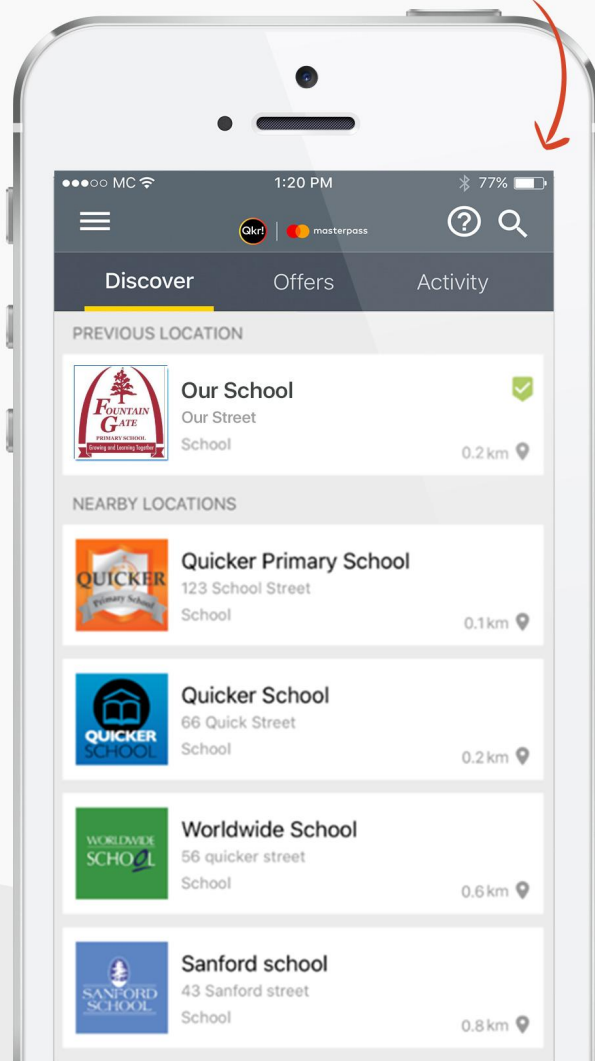 MC 1:20 PM 77%
Qkr! masterpass
Discover Offers Activity
PREVIOUS LOCATION
FOUNTAIN
GATE
PRIMARY SCHOOL
Growing and Learning Together
Our School
Our Street
School
0.2 km
NEARBY LOCATIONS
QUICKER
Primary School
Quicker Primary School
123 School Street
School
0.1 km
QUICKER
SCHOOL
Quicker School
66 Quick Street
School
0.2 km
WORLDWIDE
SCHOOL
Worldwide School
56 quicker street
School
0.6 km
SANFORD
SCHOOL
Sanford school
43 Sanford street
School
0.8 km